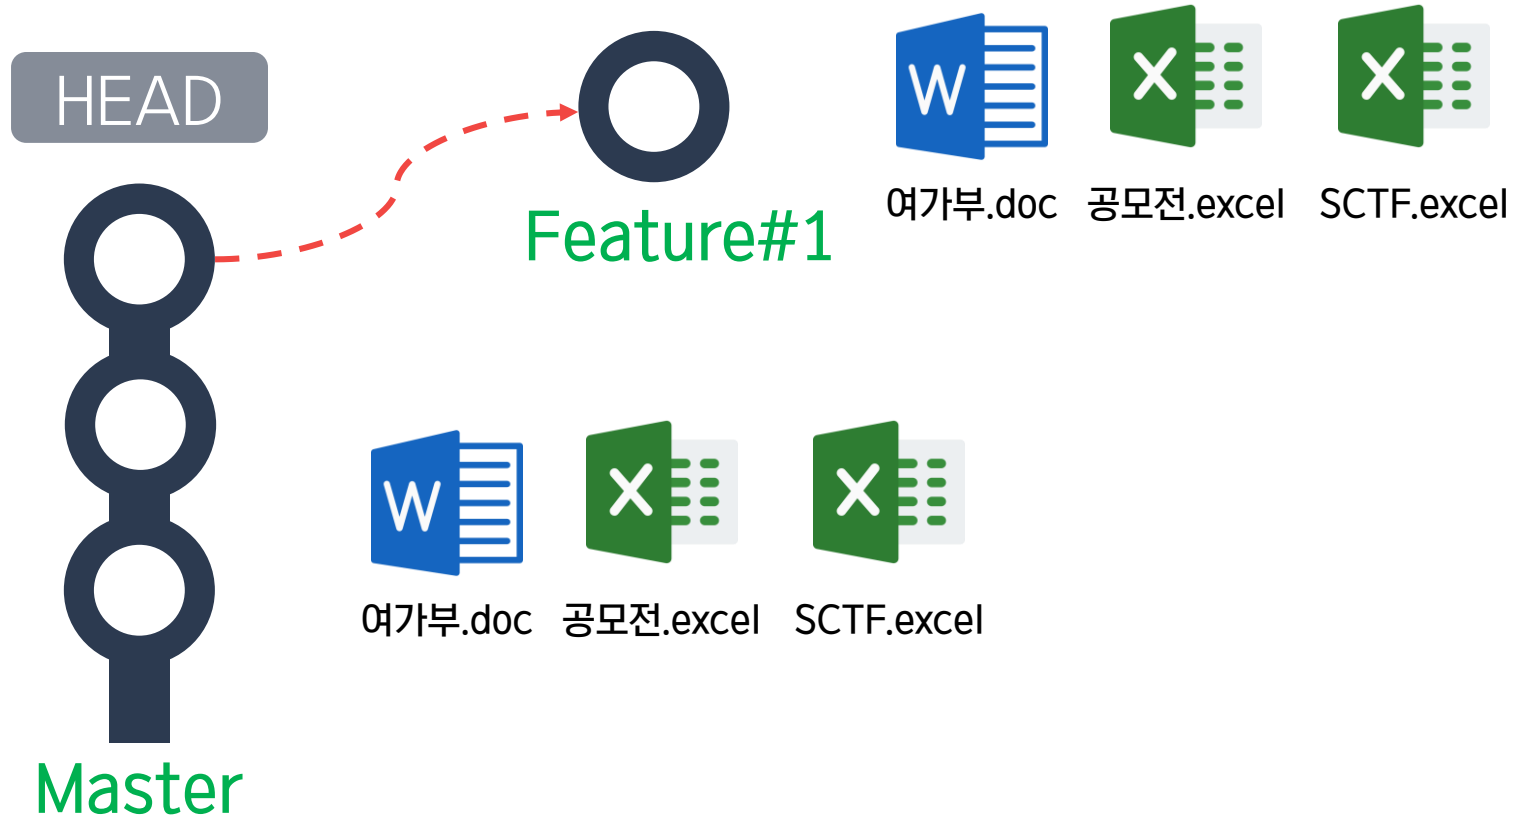 HEAD
W
X
X
여가부.doc 공모전.excel SCTF.excel
Feature#1
W
X
X
여가부.doc 공모전.excel SCTF.excel
Master